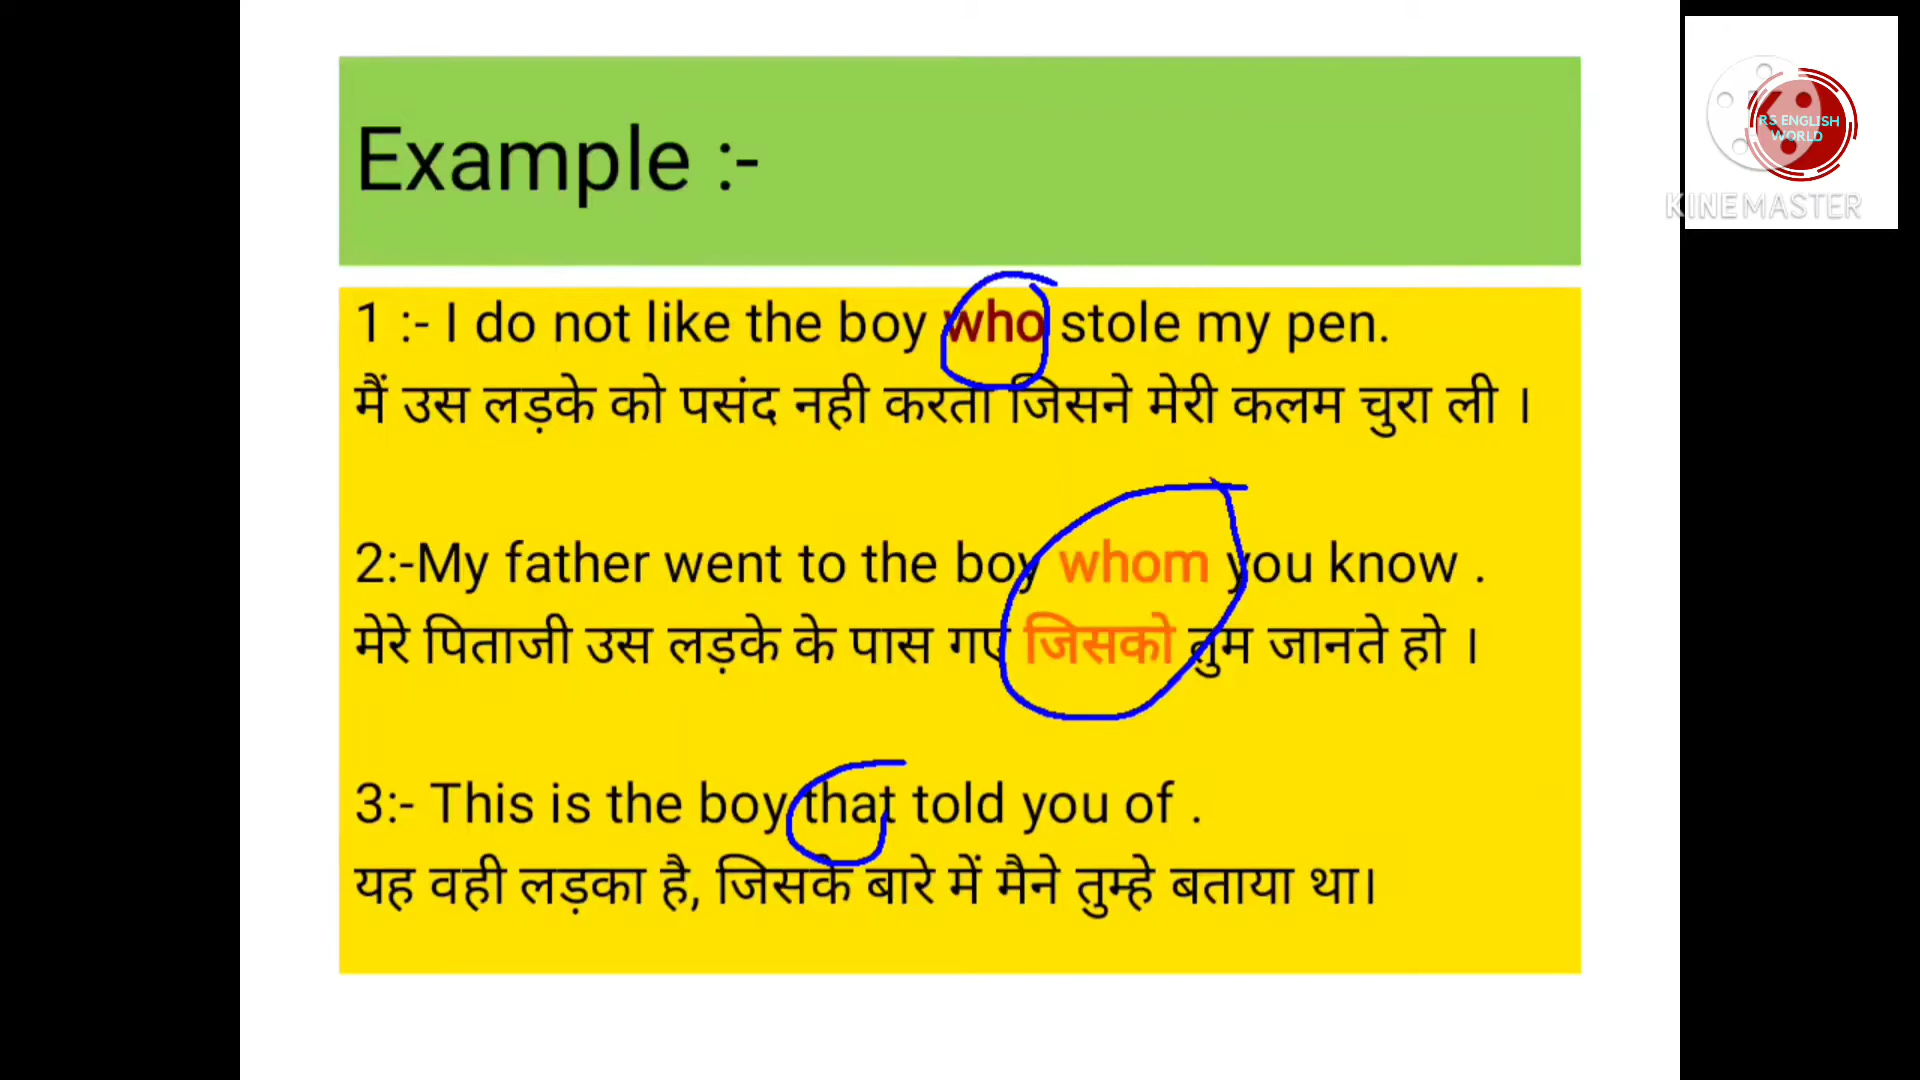 Example :-
1 :- I do not like the boy who stole my pen.
मैं उस लड़के को पसंद नही करता जिसने मेरी कलम चुरा ली ।
2:-My father went to the boy whom you know .
मेरे पिताजी उस लड़के के पास गए जिसको तुम जानते हो ।
3:- This is the boy that told you of .
यह वही लड़का है, जिसके बारे में मैने तुम्हे बताया था।
RS ENGLISH
WORLD
KINEMASTER